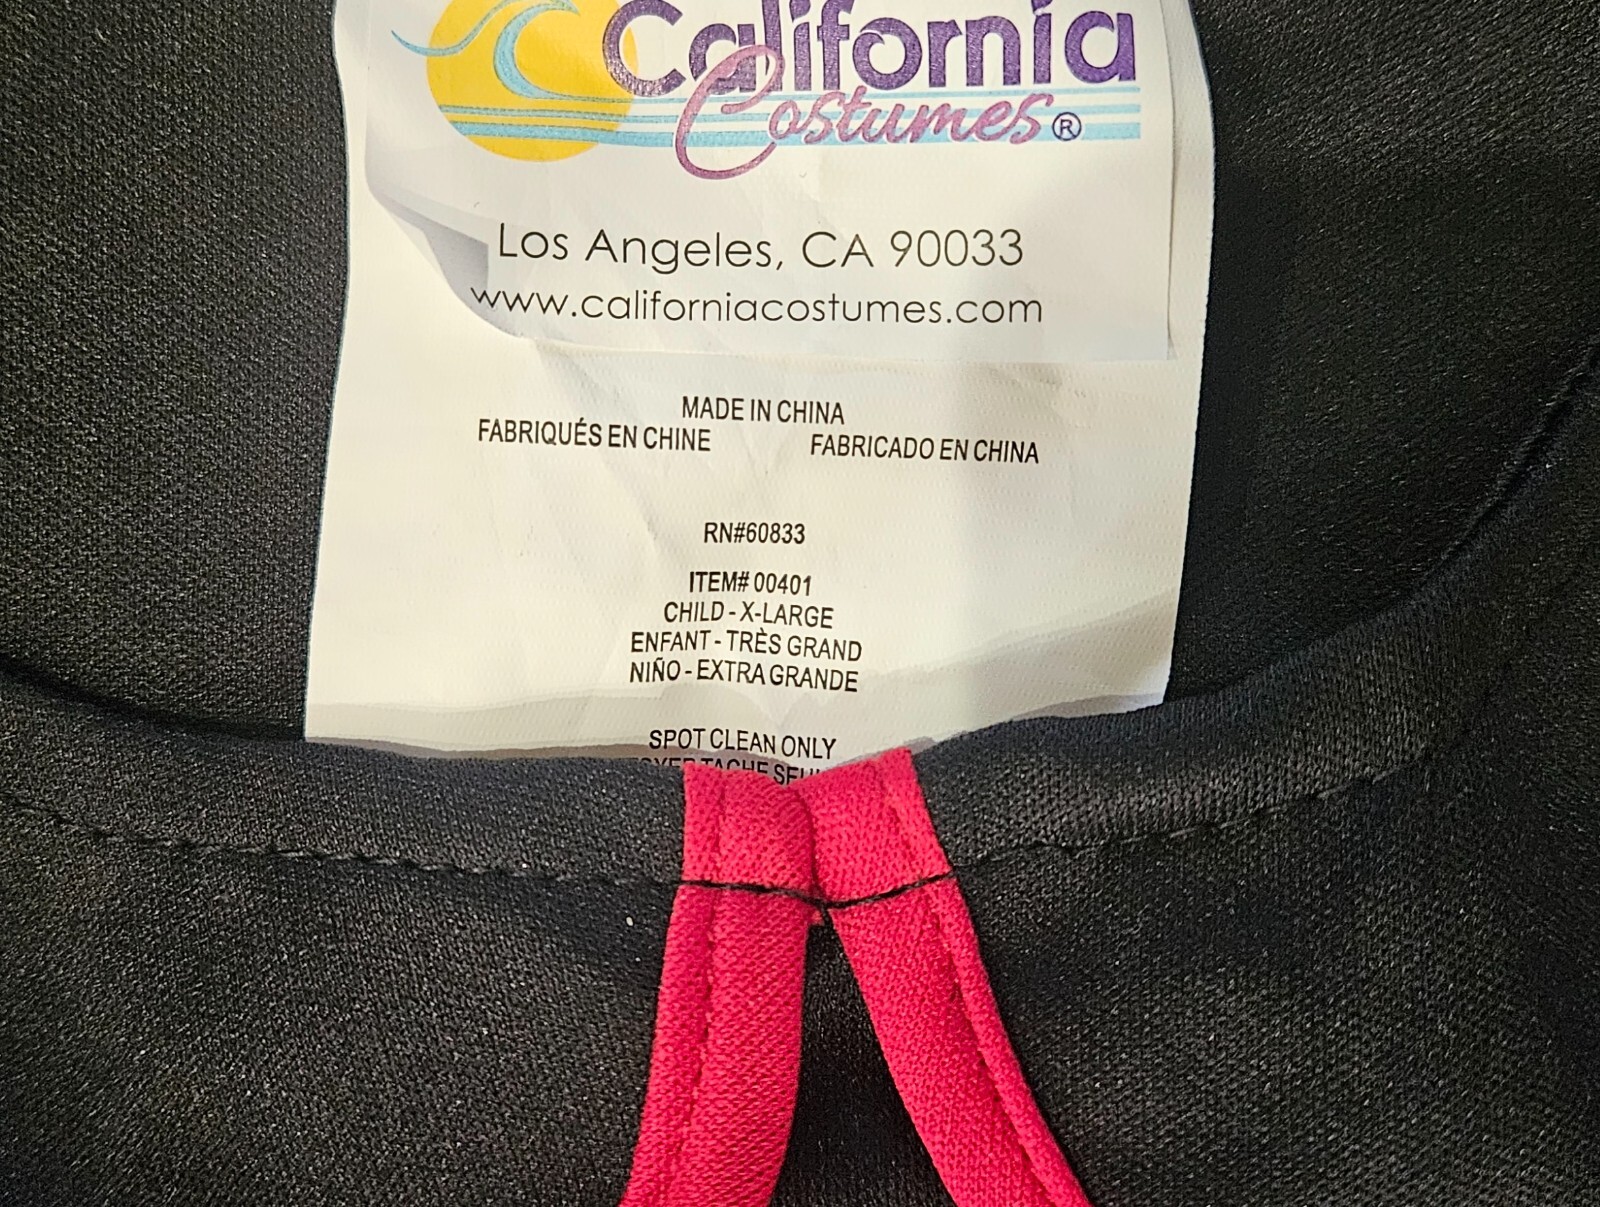 California
Costumes®
Los Angeles, CA 90033
www.californiacostumes.com
MADE IN CHINA
FABRIQUÉS EN CHINE FABRICADO EN CHINA
RN#60833
ITEM# 00401
CHILD - X-LARGE
ENFANT - TRÈS GRAND
NIÑO - EXTRA GRANDE
SPOT CLEAN ONLY
TACHE